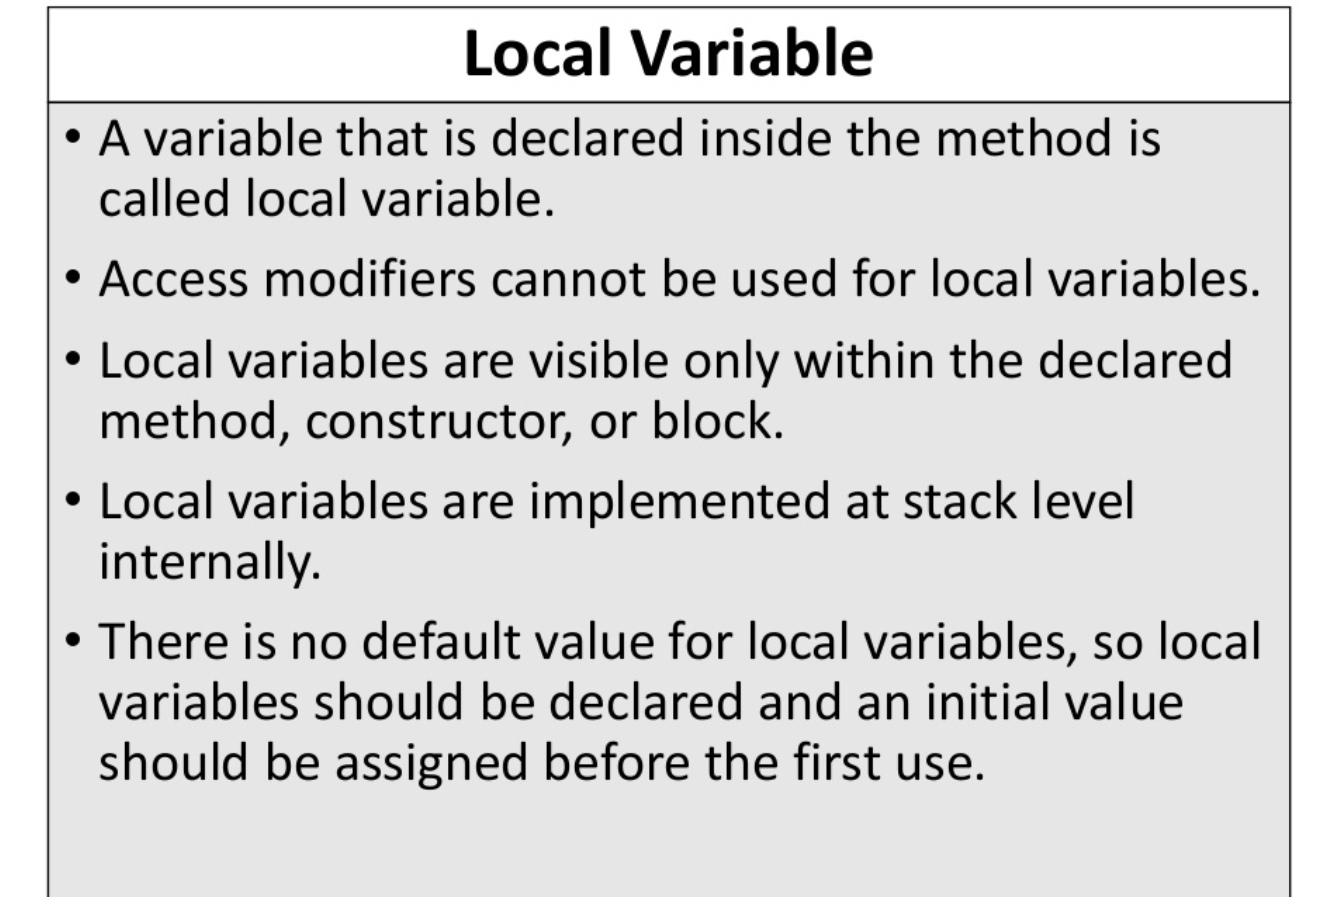 Local Variable
• A variable that is declared inside the method is
called local variable.
• Access modifiers cannot be used for local variables.
• Local variables are visible only within the declared
method, constructor, or block.
• Local variables are implemented at stack level
internally.
• There is no default value for local variables, so local
variables should be declared and an initial value
should be assigned before the first use.